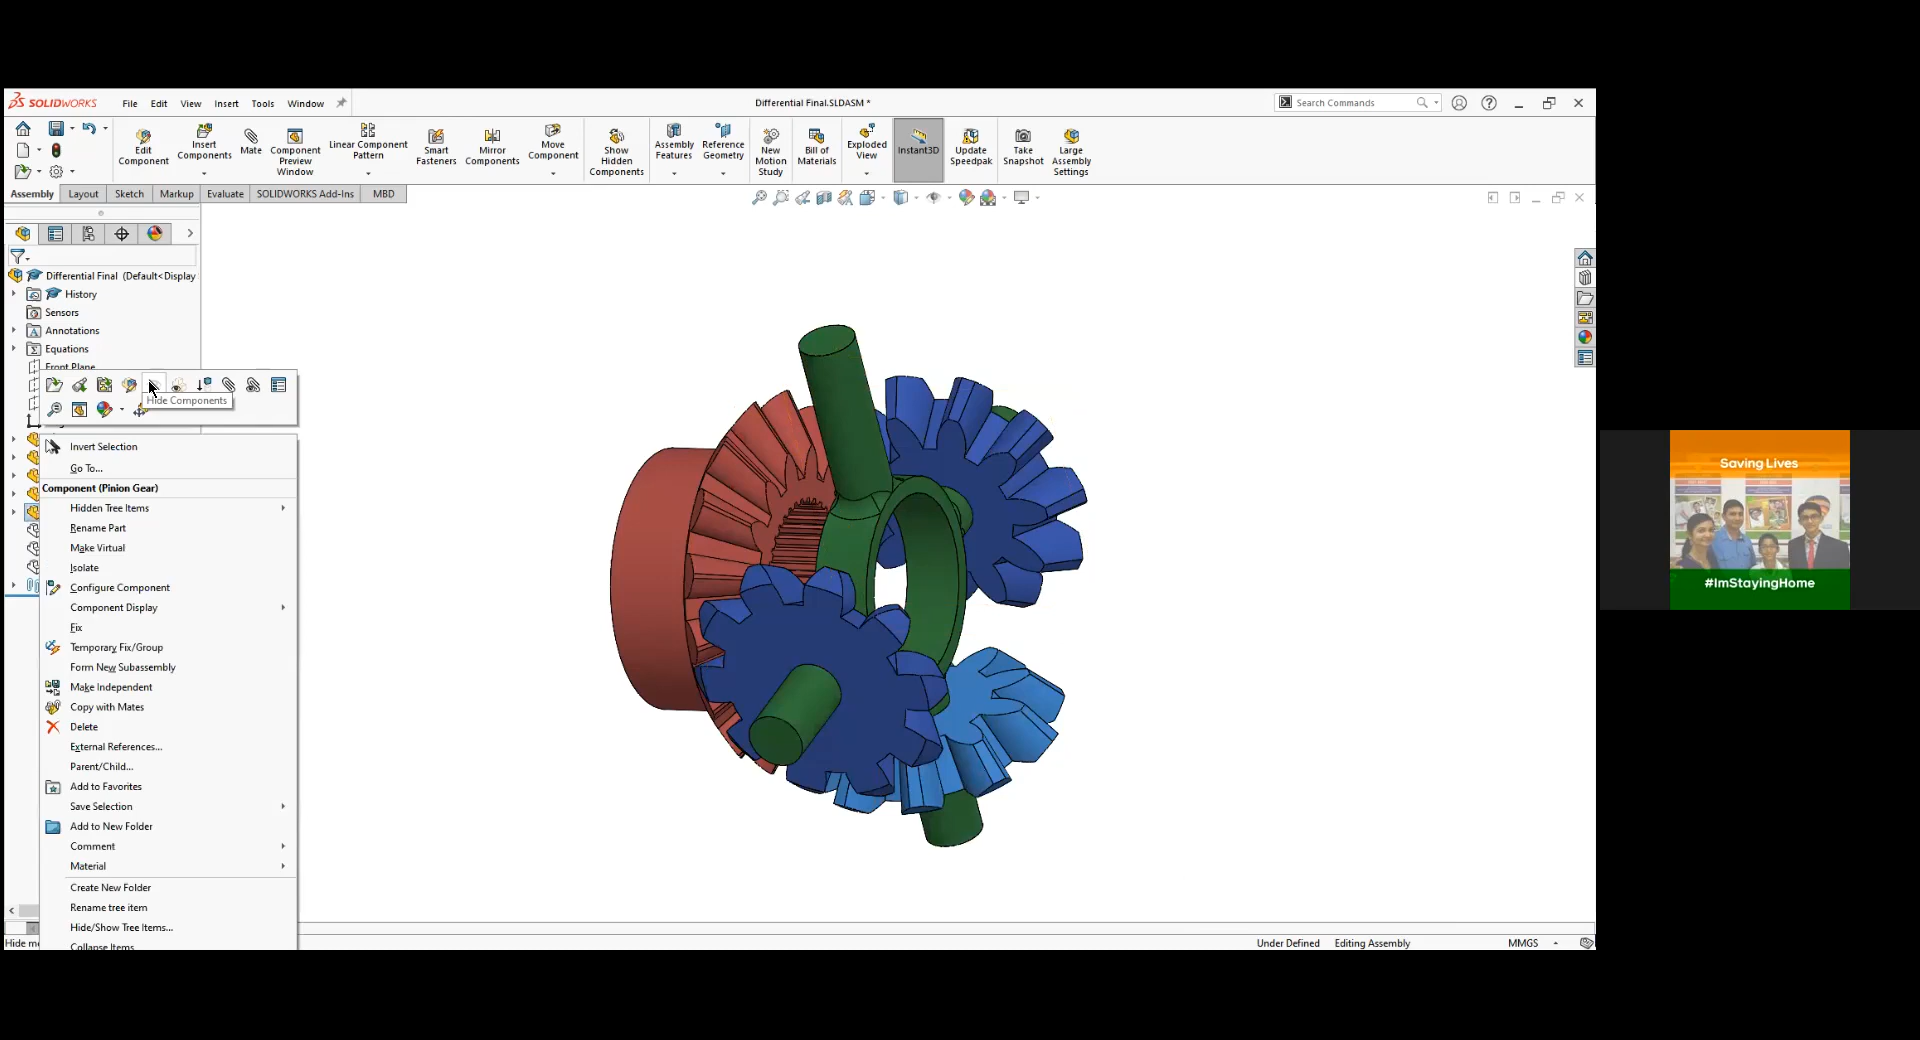 SOLIDWORKS
File Edit View Insert Tools Window
Differential Final.SLDASM *
Search Commands
Edit Component
Insert Components
Mate
Component Preview Window
Linear Component Pattern
Smart Fasteners
Mirror Components
Move Component
Show Hidden Components
Assembly Features
Reference Geometry
New Motion Study
Bill of Materials
Exploded View
Instant3D
Update Speedpak
Take Snapshot
Large Assembly Settings
Assembly Layout Sketch Markup Evaluate SOLIDWORKS Add-Ins MBD
Differential Final (Default<Display
History
Sensors
Annotations
Equations
Front Plane
Hide Components
Invert Selection
Go To...
Component (Pinion Gear)
Hidden Tree Items
Rename Part
Make Virtual
Isolate
Configure Component
Component Display
Fix
Temporary Fix/Group
Form New Subassembly
Make Independent
Copy with Mates
Delete
External References...
Parent/Child...
Add to Favorites
Save Selection
Add to New Folder
Comment
Material
Create New Folder
Rename tree item
Hide/Show Tree Items...
Collapse Items
Hide
Under Defined Editing Assembly MMGS
Saving Lives
#ImStayingHome